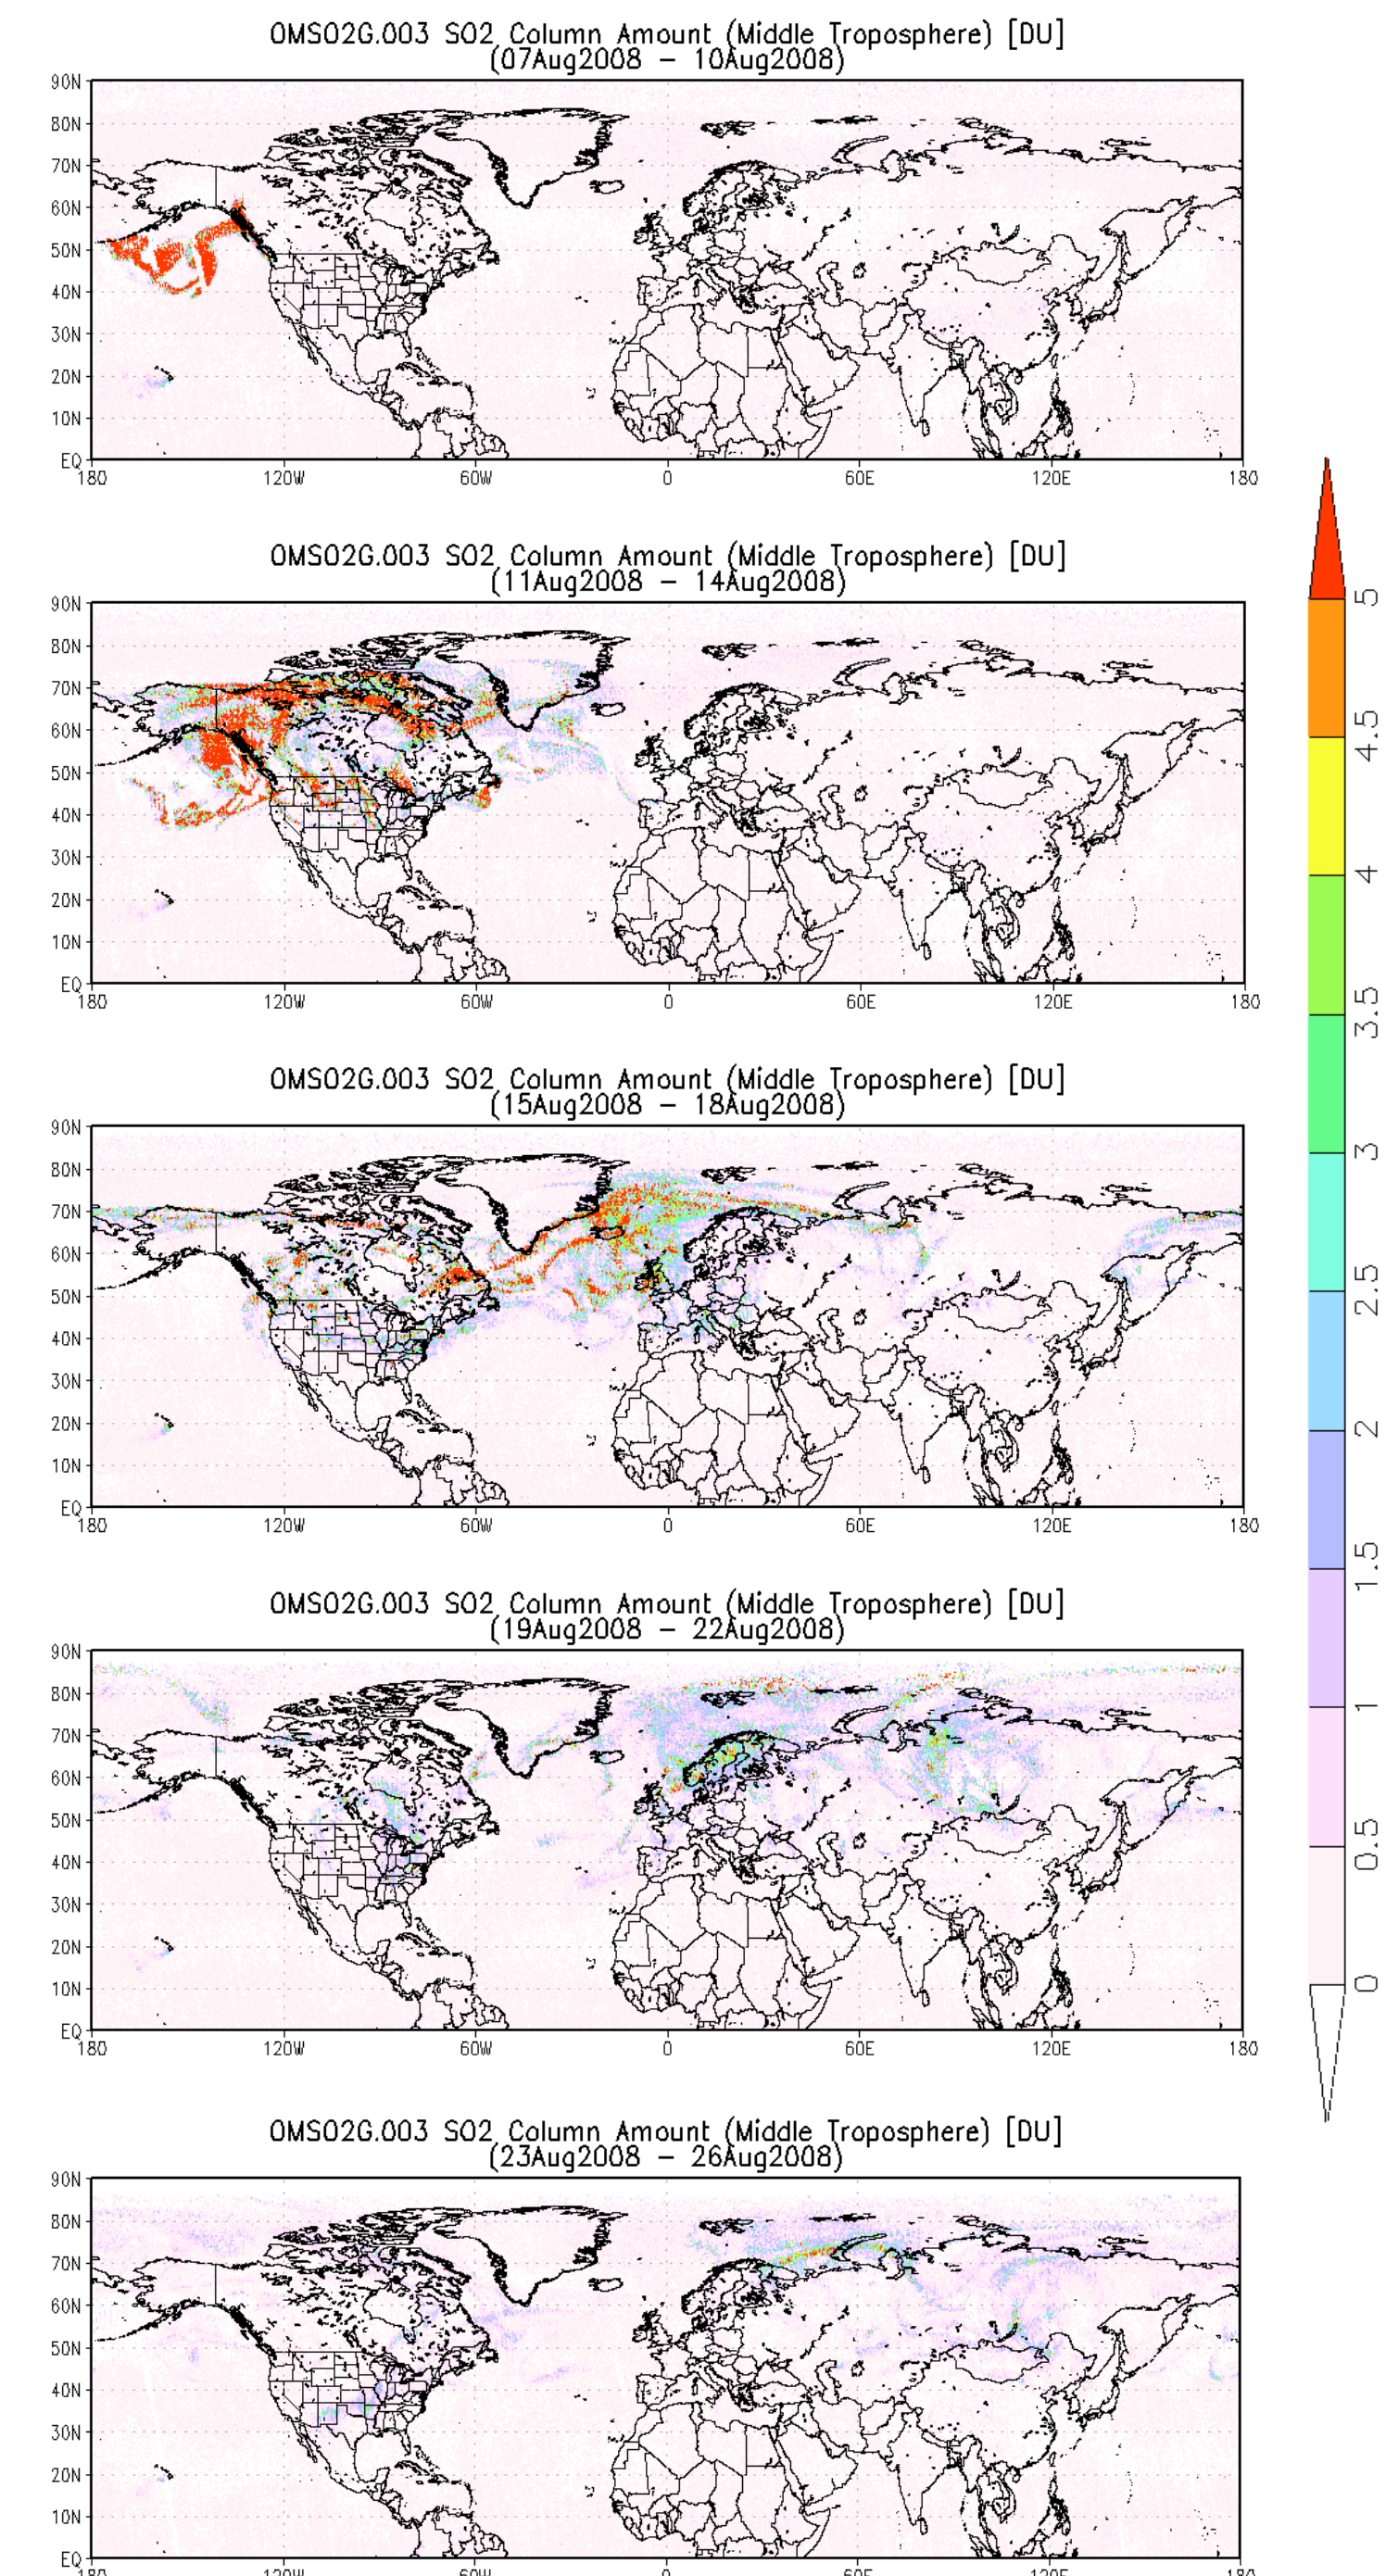 OMSO2G.003 SO2 Column Amount (Middle Troposphere) [DU]
(07Aug2008 - 10Aug2008)
90N
80N
70N
60N
50N
40N
30N
20N
10N
EQ
180 120W 60W 0 60E 120E 180
OMSO2G.003 SO2 Column Amount (Middle Troposphere) [DU]
(11Aug2008 - 14Aug2008)
90N
80N
70N
60N
50N
40N
30N
20N
10N
EQ
180 120W 60W 0 60E 120E 180
OMSO2G.003 SO2 Column Amount (Middle Troposphere) [DU]
(15Aug2008 - 18Aug2008)
90N
80N
70N
60N
50N
40N
30N
20N
10N
EQ
180 120W 60W 0 60E 120E 180
OMSO2G.003 SO2 Column Amount (Middle Troposphere) [DU]
(19Aug2008 - 22Aug2008)
90N
80N
70N
60N
50N
40N
30N
20N
10N
EQ
180 120W 60W 0 60E 120E 180
OMSO2G.003 SO2 Column Amount (Middle Troposphere) [DU]
(23Aug2008 - 26Aug2008)
90N
80N
70N
60N
50N
40N
30N
20N
10N
EQ
180 120W 60W 0 60E 120E 180
5
4.5
4
3.5
3
2.5
2
1.5
1
0.5
0